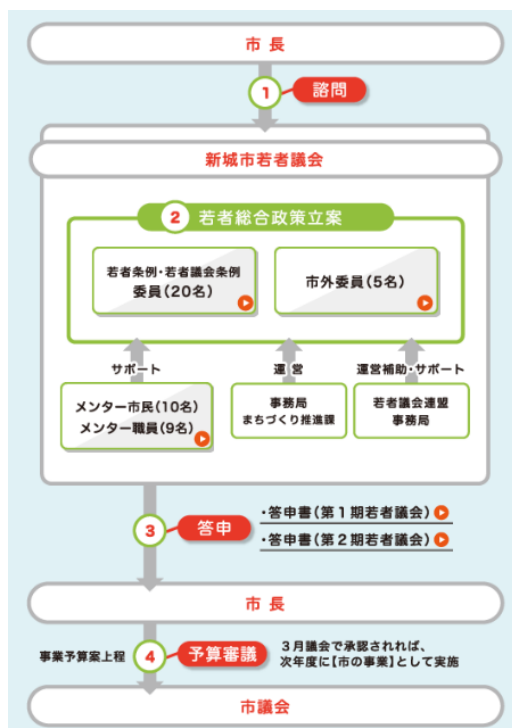 市長
1 諮問
新城市若者議会
2 若者総合政策立案
若者条例・若者議会条例
委員(20名)
市外委員(5名)
サポート
運営
運営補助・サポート
メンター市民(10名)
メンター職員(9名)
事務局
まちづくり推進課
若者議会連盟
事務局
3 答申
・答申書(第1期若者議会)
・答申書(第2期若者議会)
市長
事業予算案上程
4 予算審議
3月議会で承認されれば、
次年度に【市の事業】として実施
市議会